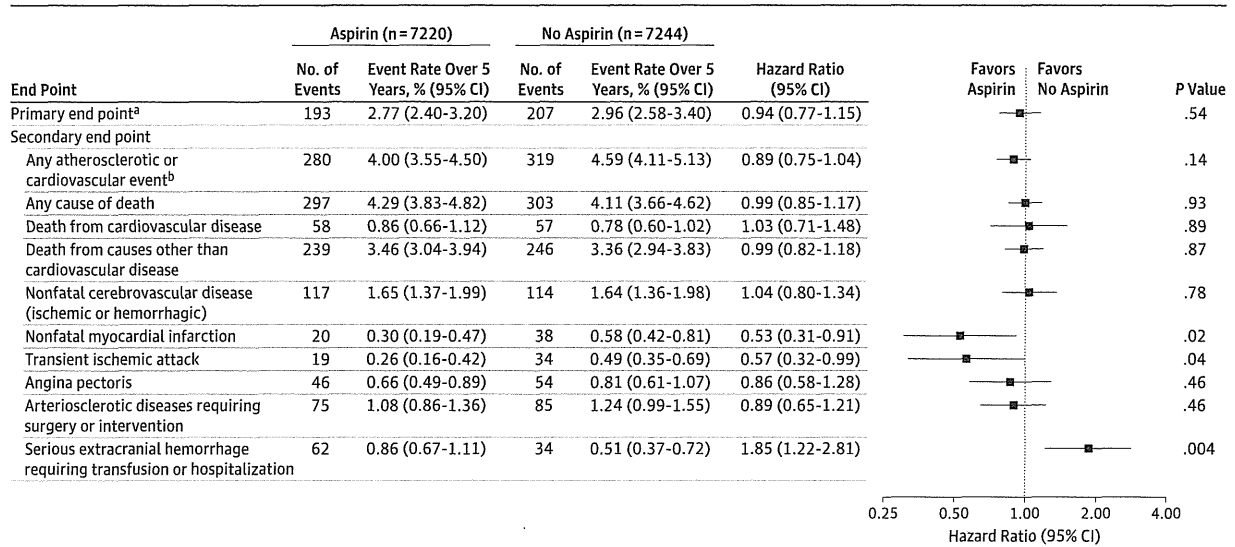 Aspirin (n = 7220) No Aspirin (n = 7244)
No. of Event Rate Over 5 No. of Event Rate Over 5 Hazard Ratio Favors Favors
End Point Events Years, % (95% CI) Events Years, % (95% CI) (95% CI) Aspirin No Aspirin P Value
Primary end pointᵃ 193 2.77 (2.40-3.20) 207 2.96 (2.58-3.40) 0.94 (0.77-1.15) .54
Secondary end point
Any atherosclerotic or 280 4.00 (3.55-4.50) 319 4.59 (4.11-5.13) 0.89 (0.75-1.04) .14
cardiovascular eventᵇ
Any cause of death 297 4.29 (3.83-4.82) 303 4.11 (3.66-4.62) 0.99 (0.85-1.17) .93
Death from cardiovascular disease 58 0.86 (0.66-1.12) 57 0.78 (0.60-1.02) 1.03 (0.71-1.48) .89
Death from causes other than 239 3.46 (3.04-3.94) 246 3.36 (2.94-3.83) 0.99 (0.82-1.18) .87
cardiovascular disease
Nonfatal cerebrovascular disease 117 1.65 (1.37-1.99) 114 1.64 (1.36-1.98) 1.04 (0.80-1.34) .78
(ischemic or hemorrhagic)
Nonfatal myocardial infarction 20 0.30 (0.19-0.47) 38 0.58 (0.42-0.81) 0.53 (0.31-0.91) .02
Transient ischemic attack 19 0.26 (0.16-0.42) 34 0.49 (0.35-0.69) 0.57 (0.32-0.99) .04
Angina pectoris 46 0.66 (0.49-0.89) 54 0.81 (0.61-1.07) 0.86 (0.58-1.28) .46
Arteriosclerotic diseases requiring 75 1.08 (0.86-1.36) 85 1.24 (0.99-1.55) 0.89 (0.65-1.21) .46
surgery or intervention
Serious extracranial hemorrhage 62 0.86 (0.67-1.11) 34 0.51 (0.37-0.72) 1.85 (1.22-2.81) .004
requiring transfusion or hospitalization
0.25 0.50 1.00 2.00 4.00
Hazard Ratio (95% CI)